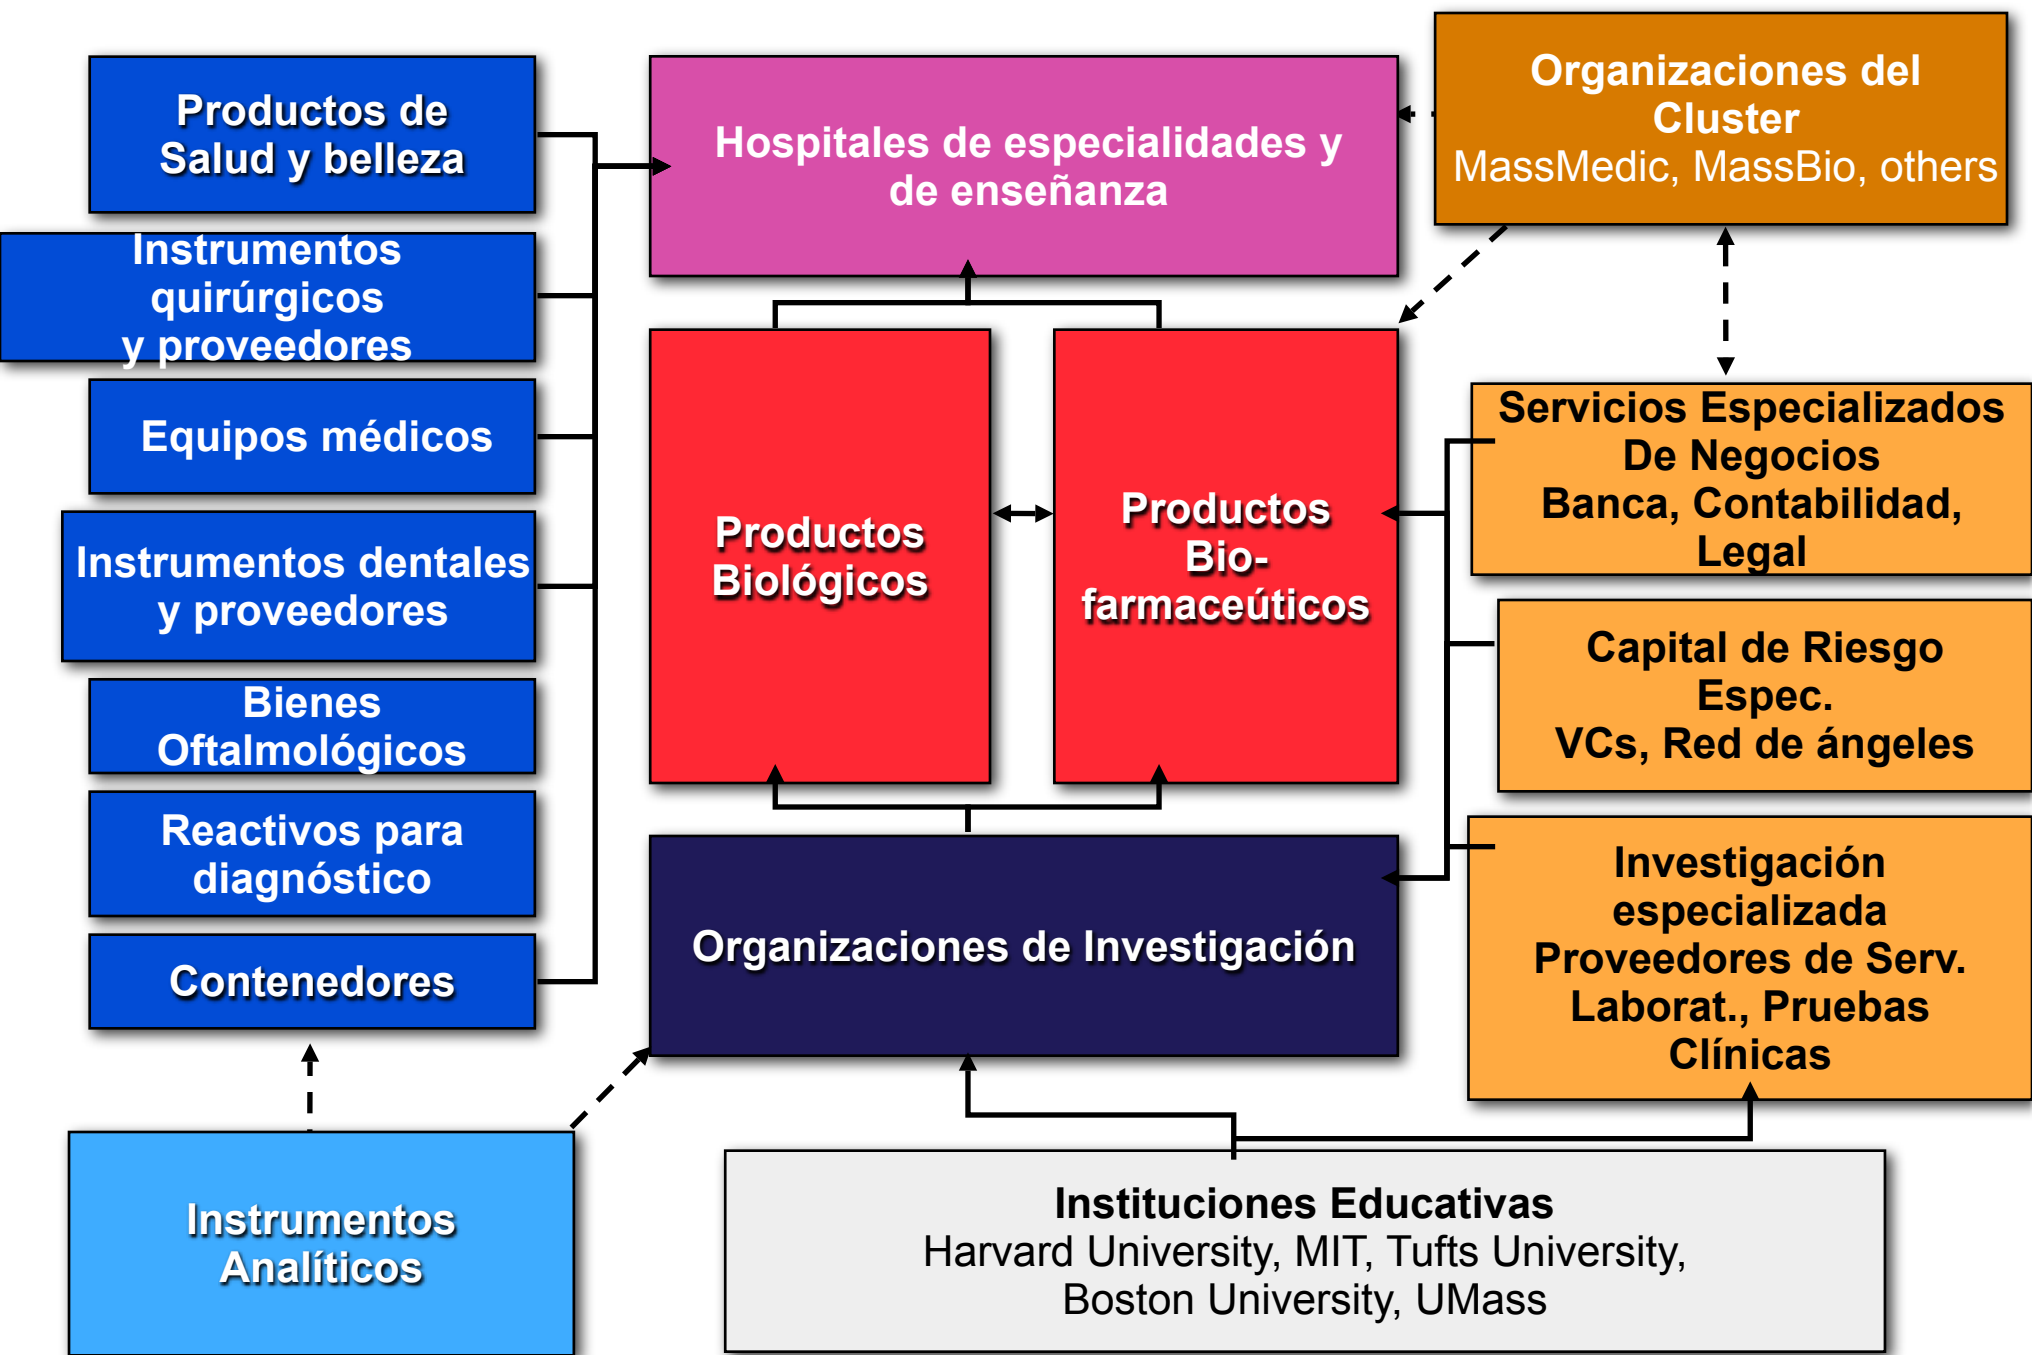 Productos de
Salud y belleza
Instrumentos
quirúrgicos
y proveedores
Equipos médicos
Instrumentos dentales
y proveedores
Bienes
Oftalmológicos
Reactivos para
diagnóstico
Contenedores
Instrumentos
Analíticos
Hospitales de especialidades y
de enseñanza
Productos
Biológicos
Productos
Bio-
farmaceúticos
Organizaciones de Investigación
Instituciones Educativas
Harvard University, MIT, Tufts University,
Boston University, UMass
Organizaciones del
Cluster
MassMedic, MassBio, others
Servicios Especializados
De Negocios
Banca, Contabilidad,
Legal
Capital de Riesgo
Espec.
VCs, Red de ángeles
Investigación
especializada
Proveedores de Serv.
Laborat., Pruebas
Clínicas